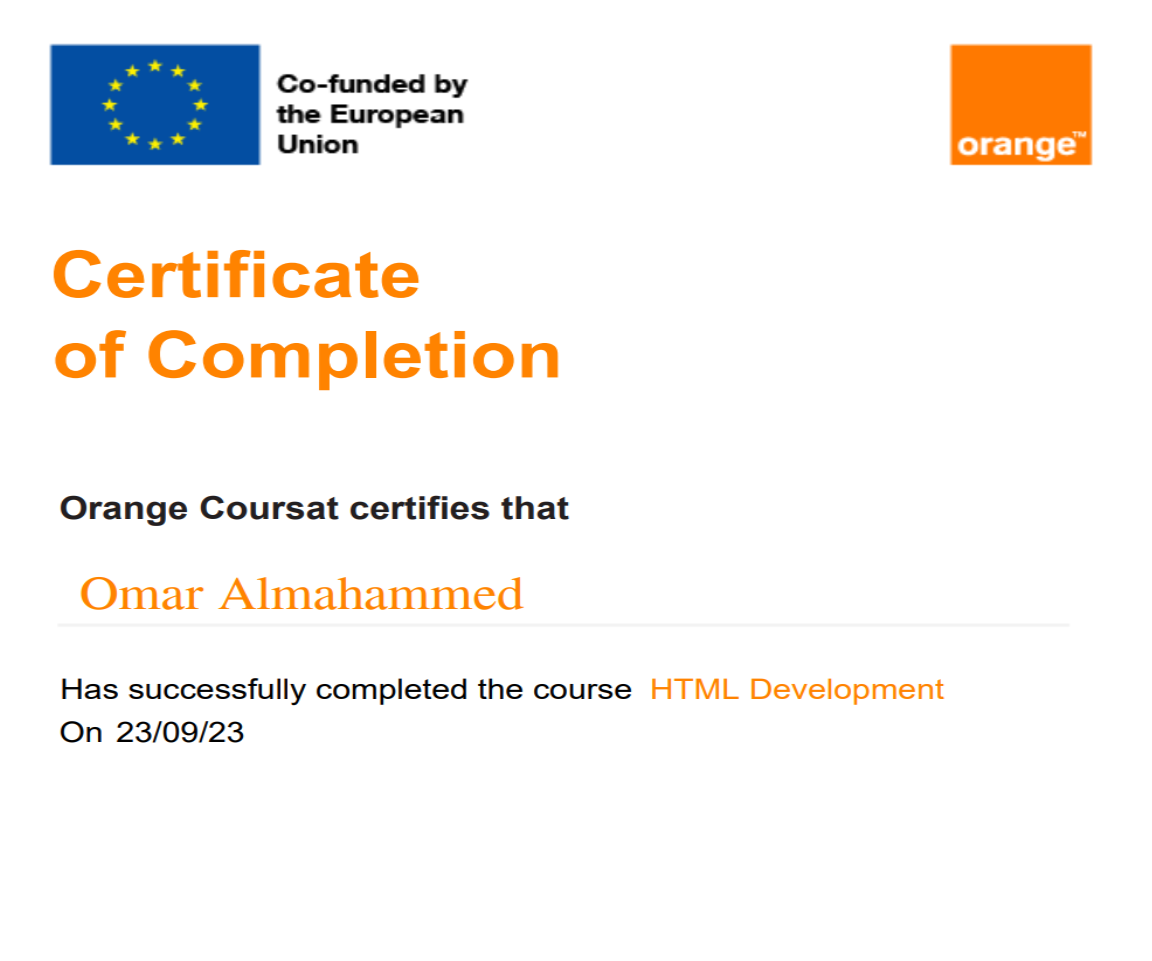 Co-funded by
the European
Union
orange™
Certificate
of Completion
Orange Coursat certifies that
Omar Almahammed
Has successfully completed the course HTML Development
On 23/09/23